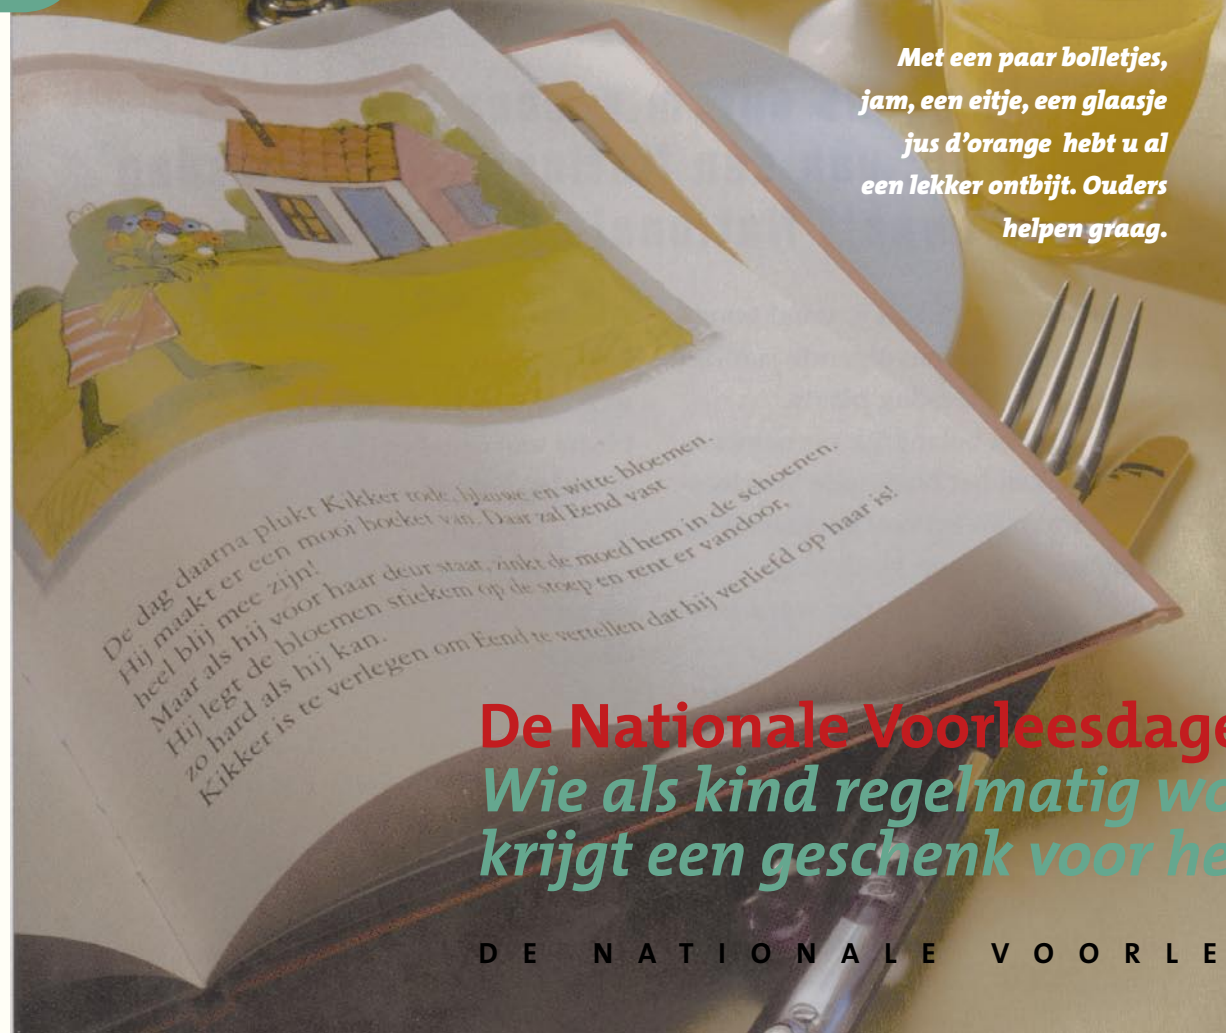 Met een paar bolletjes,
jam, een eitje, een glaasje
jus d'orange hebt u al
een lekker ontbijt. Ouders
helpen graag.
De dag daarna plukt Kikker rode, blauwe en witte bloemen.
Hij maakt er een mooi boeket van. Daar zal Eend vast
heel blij mee zijn!
Maar als hij voor haar deur staat, zinkt de moed hem in de schoenen.
Hij legt de bloemen stiekem op de stoep en rent er vandoor,
zo hard als hij kan.
Kikker is te verlegen om Eend te vertellen dat hij verliefd op haar is!
De Nationale Voorleesdage
Wie als kind regelmatig wo
krijgt een geschenk voor he
DE NATIONALE VOORLE